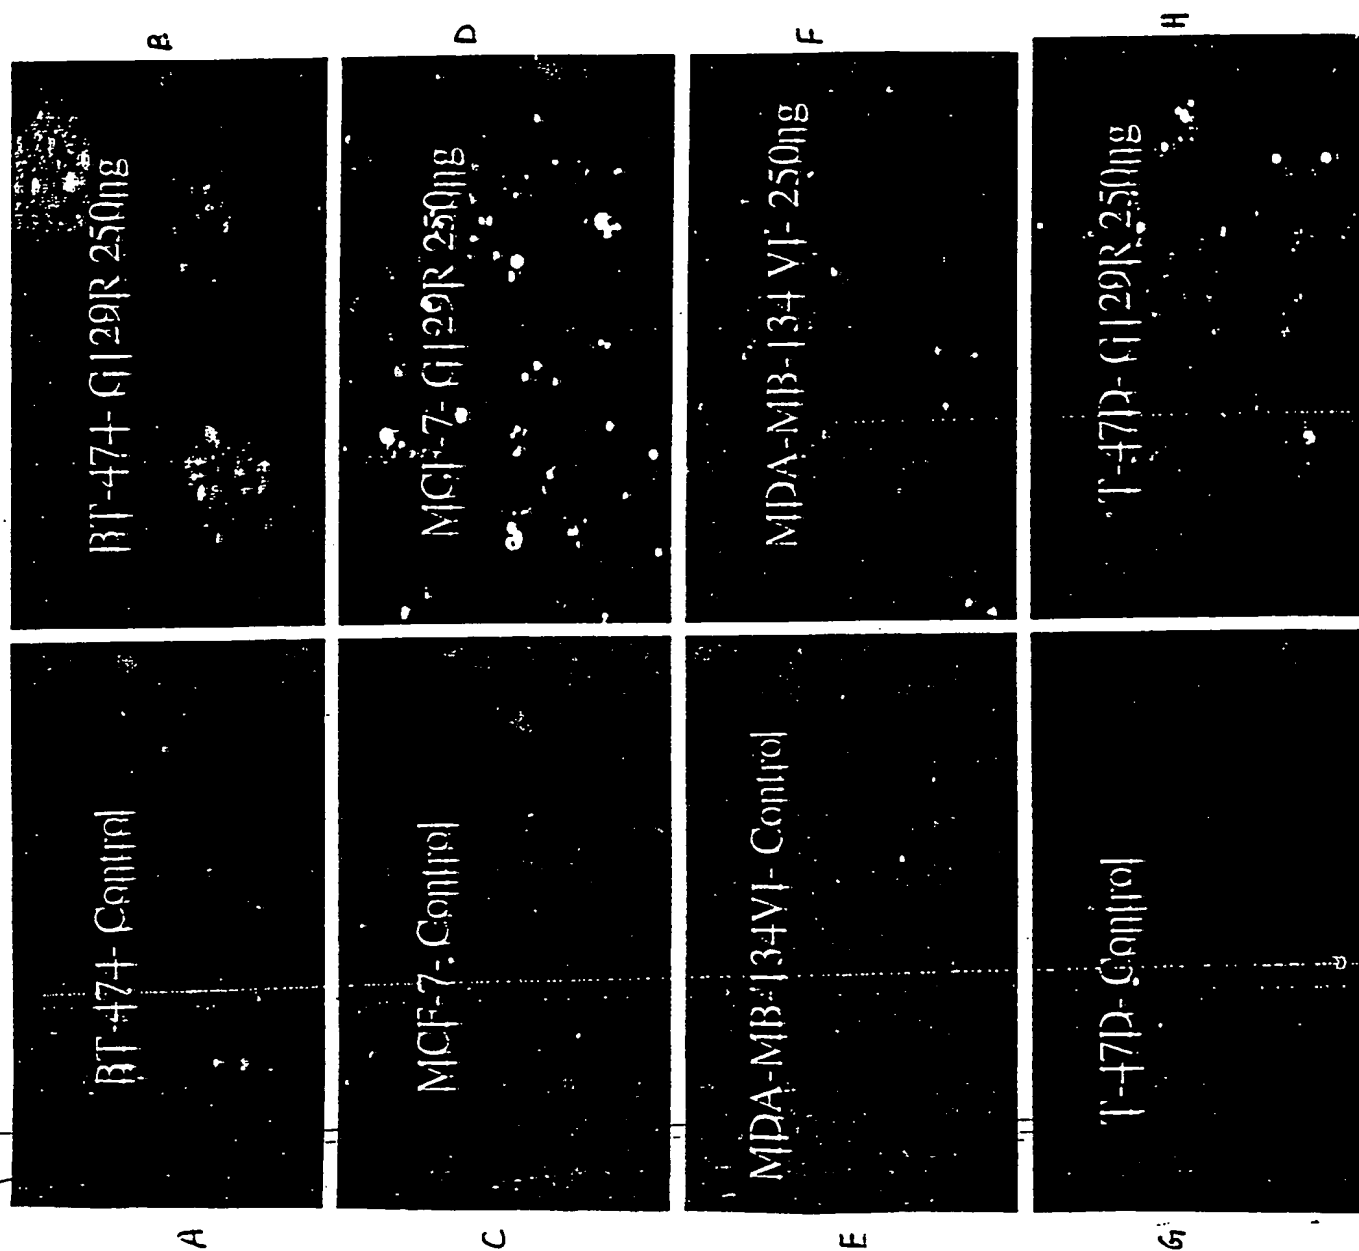 A
BT-474- Control
B
BT-474- G129R 250ng
C
MCF-7- Control
D
MCF-7- G129R 250ng
E
MDA-MB-134VI- Control
F
MDA-MB-134 VI- 250ng
G
T-47D- Control
H
T-47D- G129R 250ng